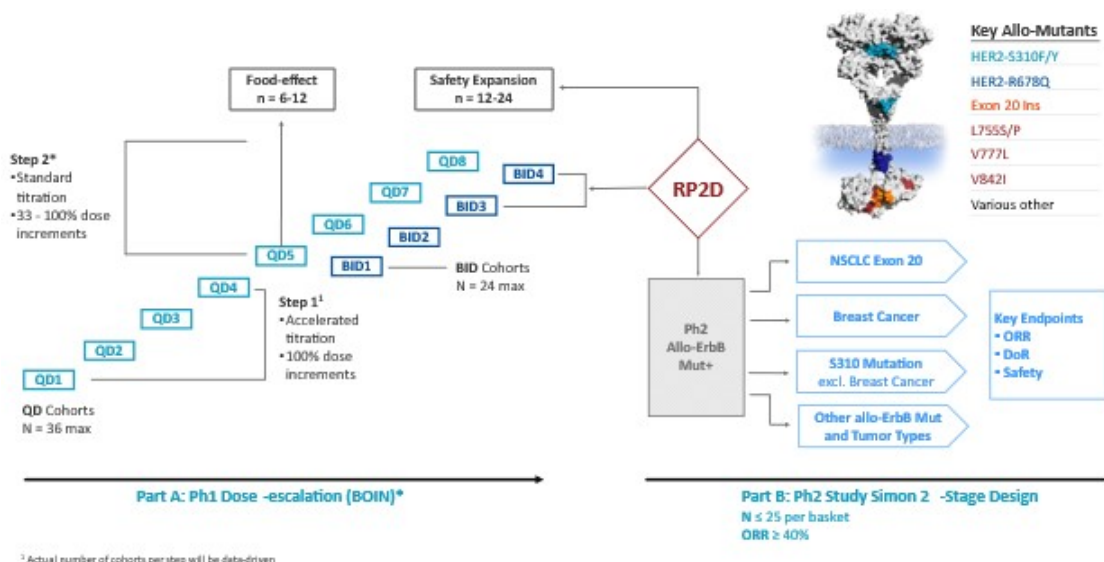 Key Allo-Mutants
HER2-S310F/Y
HER2-R678Q
Exon 20 Ins
L755S/P
V777L
V842I
Various other
Food-effect
n = 6-12
Safety Expansion
n = 12-24
Step 2*
•Standard
titration
•33 - 100% dose
increments
QD8
QD7
QD6
QD5
QD4
QD3
QD2
QD1
BID4
BID3
BID2
BID1
BID Cohorts
N = 24 max
Step 1¹
•Accelerated
titration
•100% dose
increments
QD Cohorts
N = 36 max
RP2D
Ph2
Allo-ErbB
Mut+
NSCLC Exon 20
Breast Cancer
S310 Mutation
excl. Breast Cancer
Other allo-ErbB Mut
and Tumor Types
Key Endpoints
• ORR
• DoR
• Safety
Part A: Ph1 Dose -escalation (BOIN)*
Part B: Ph2 Study Simon 2 -Stage Design
N ≤ 25 per basket
ORR ≥ 40%
¹ Actual number of cohorts per step will be data-driven